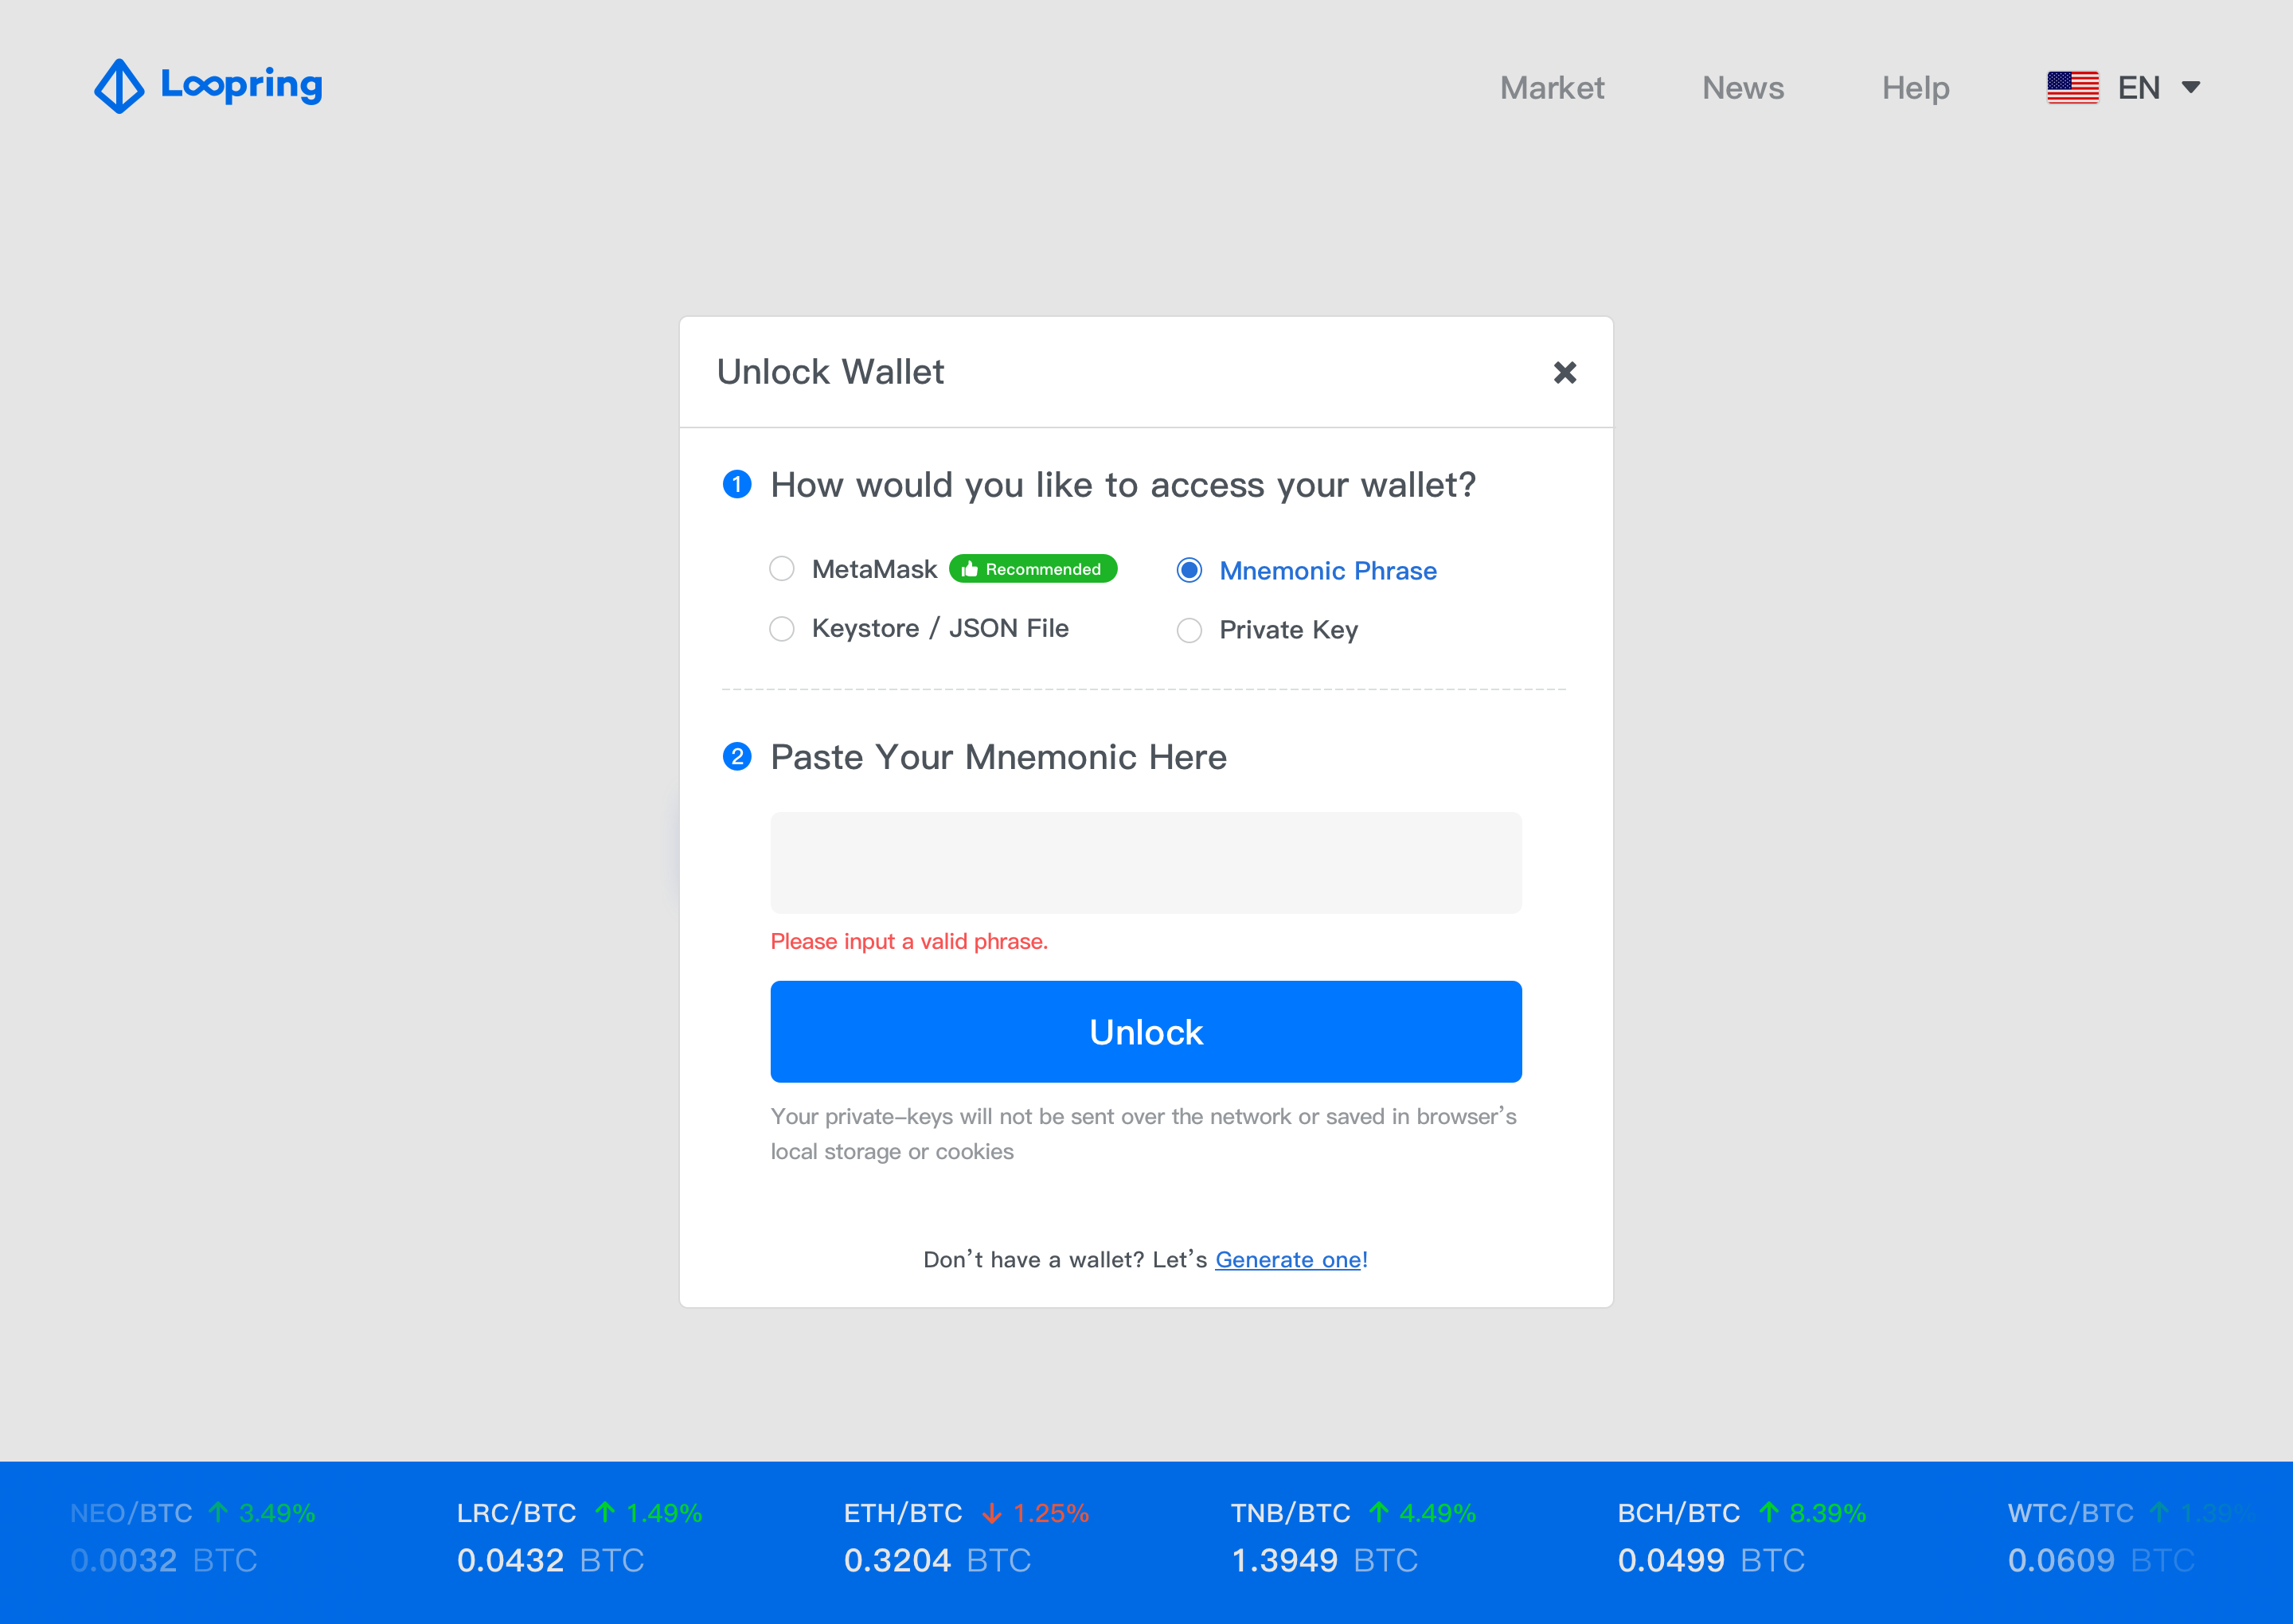 Loopring
Market
News
Help
EN
Unlock Wallet
1 How would you like to access your wallet?
MetaMask Recommended
Mnemonic Phrase
Keystore / JSON File
Private Key
2 Paste Your Mnemonic Here
Please input a valid phrase.
Unlock
Your private-keys will not be sent over the network or saved in browser's
local storage or cookies
Don't have a wallet? Let's Generate one!
NEO/BTC ↑ 3.49%
0.0032 BTC
LRC/BTC ↑ 1.49%
0.0432 BTC
ETH/BTC ↓ 1.25%
0.3204 BTC
TNB/BTC ↑ 4.49%
1.3949 BTC
BCH/BTC ↑ 8.39%
0.0499 BTC
WTC/BTC ↑ 1.39%
0.0609 BTC